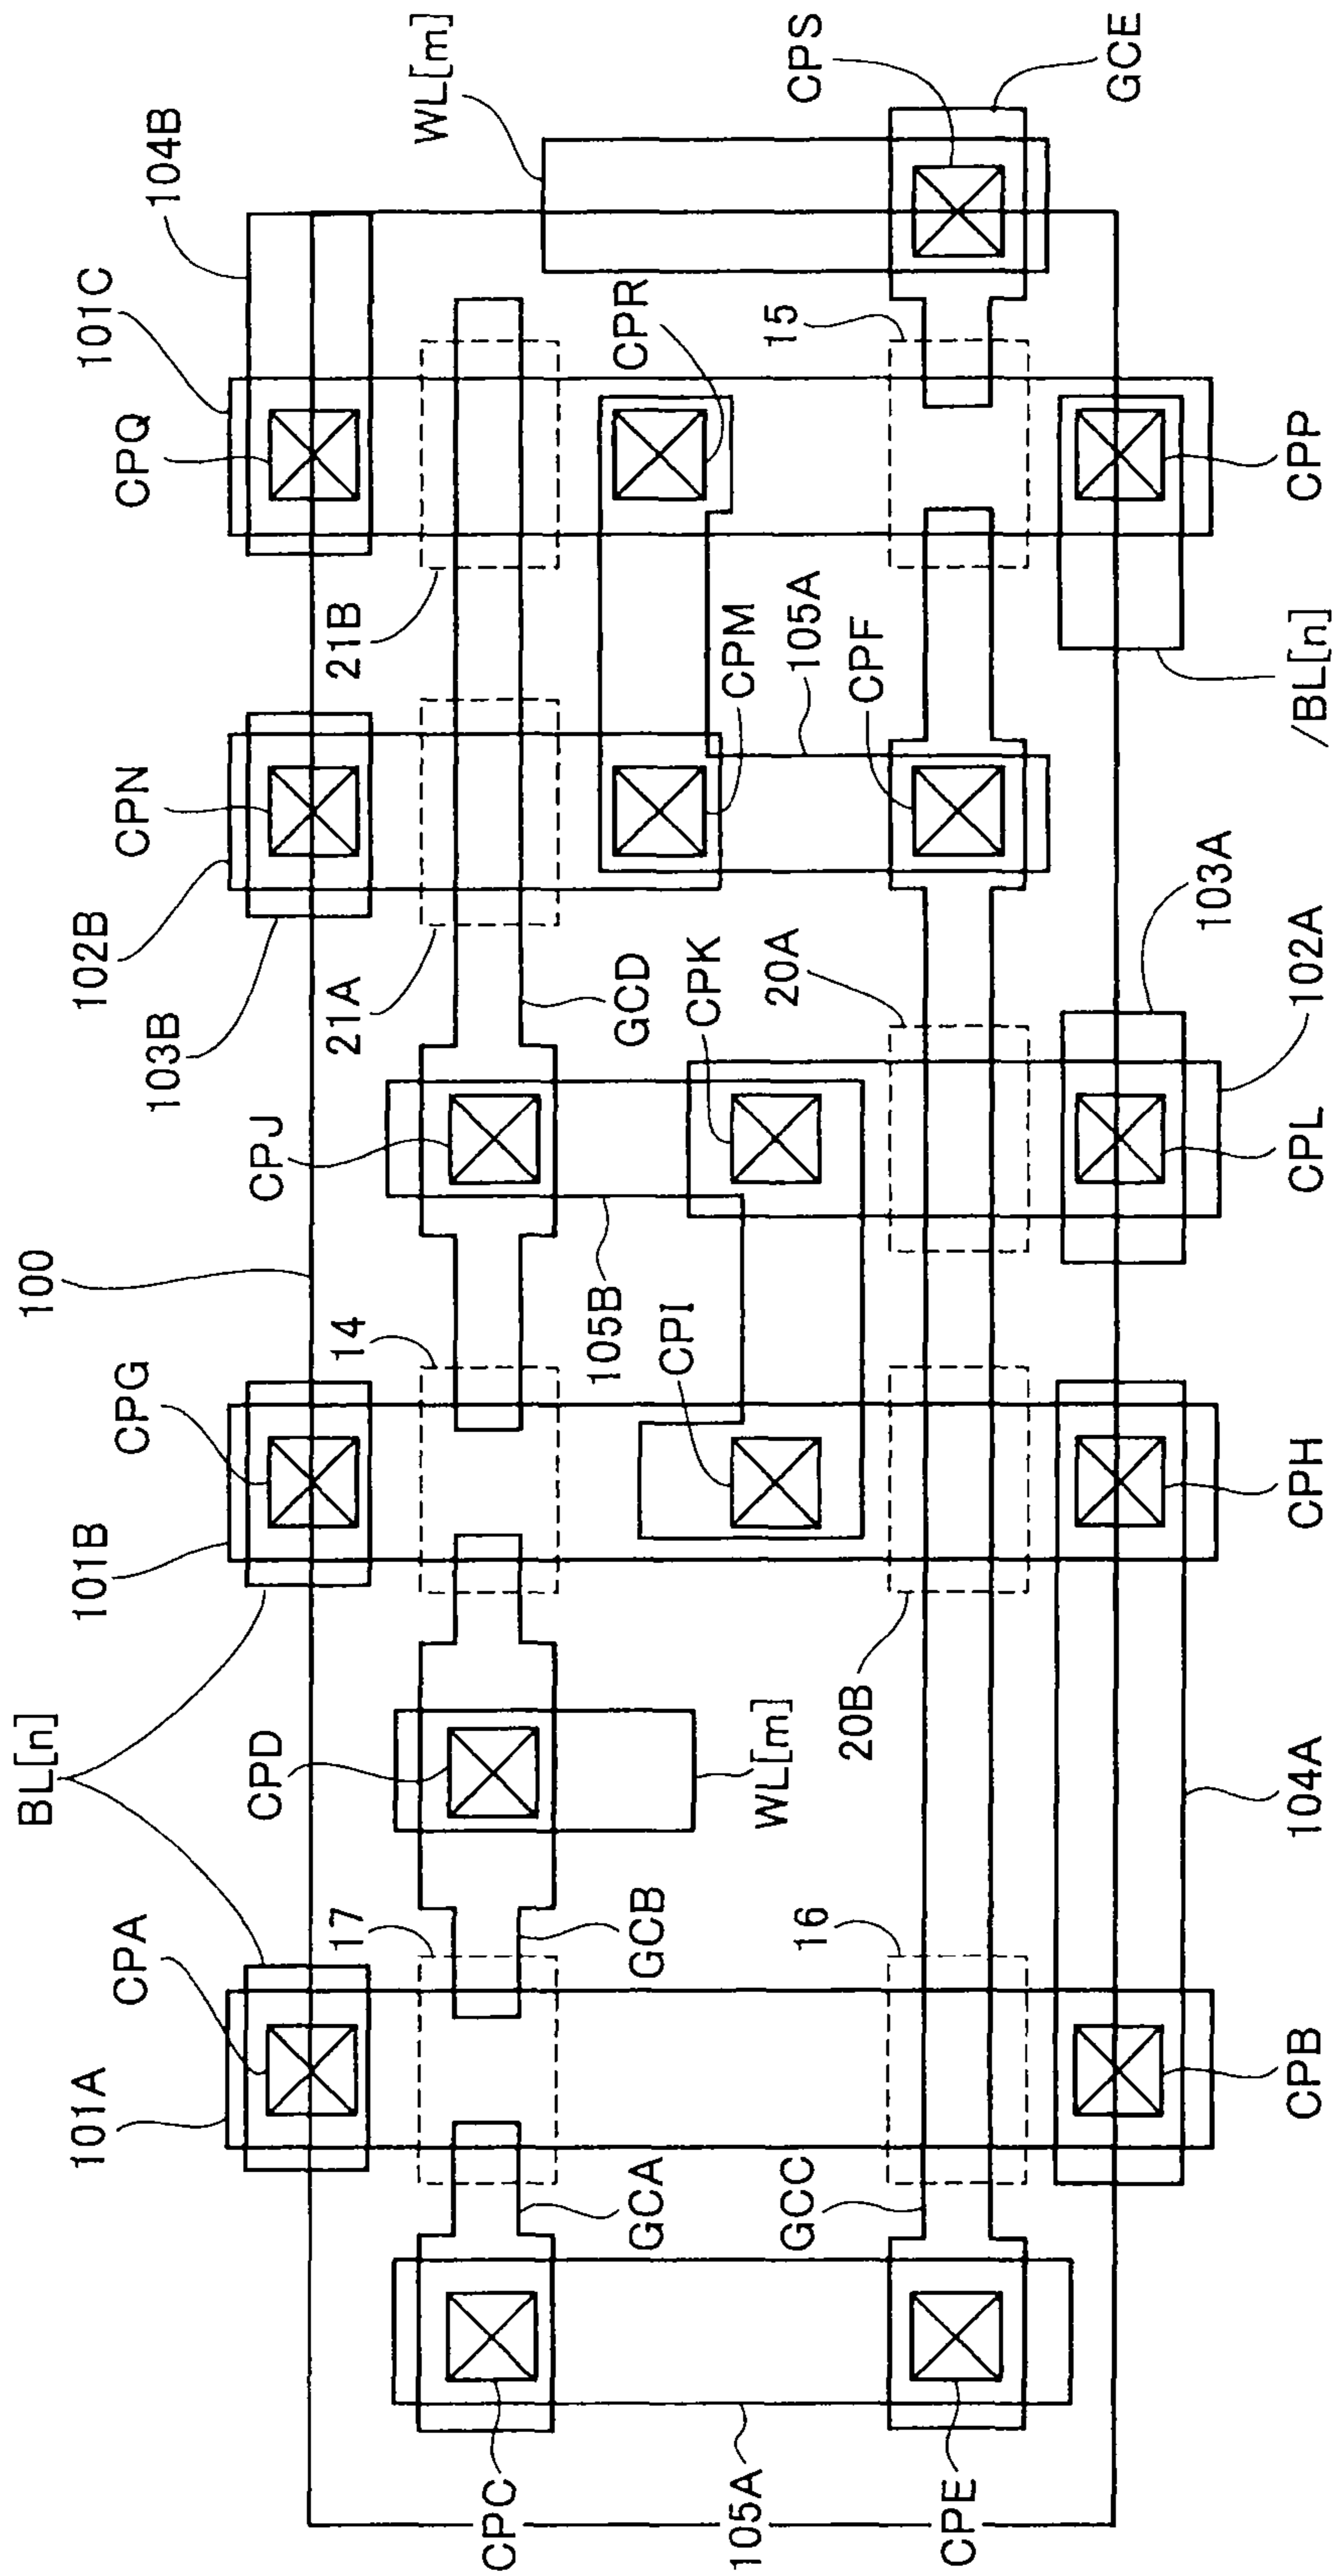 WL[m]
CPS
GCE
104B
101C
CPQ
CPR
15
CPP
21B
CPM
105A
CPF
/BL[n]
CPN
102B
103B
21A
GCD
CPK
20A
103A
102A
CPJ
CPL
100
14
105B
CPI
CPG
101B
CPH
20B
BL[n]
CPD
WL[m]
104A
17
GCB
16
CPA
101A
CPB
GCA
GCC
CPC
105A
CPE